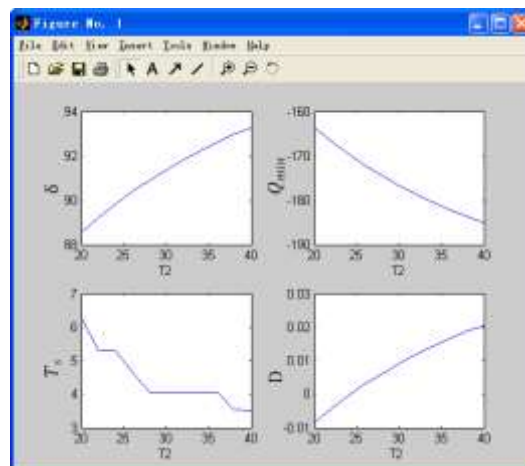 Figure No. 1
File Edit View Insert Tools Window Help
94
92
90
88
δ
20 25 30 35 40
T2
-160
-170
-180
-190
Qmin
20 25 30 35 40
T2
7
6
5
4
3
Ts
20 25 30 35 40
T2
0.03
0.02
0.01
0
-0.01
D
20 25 30 35 40
T2